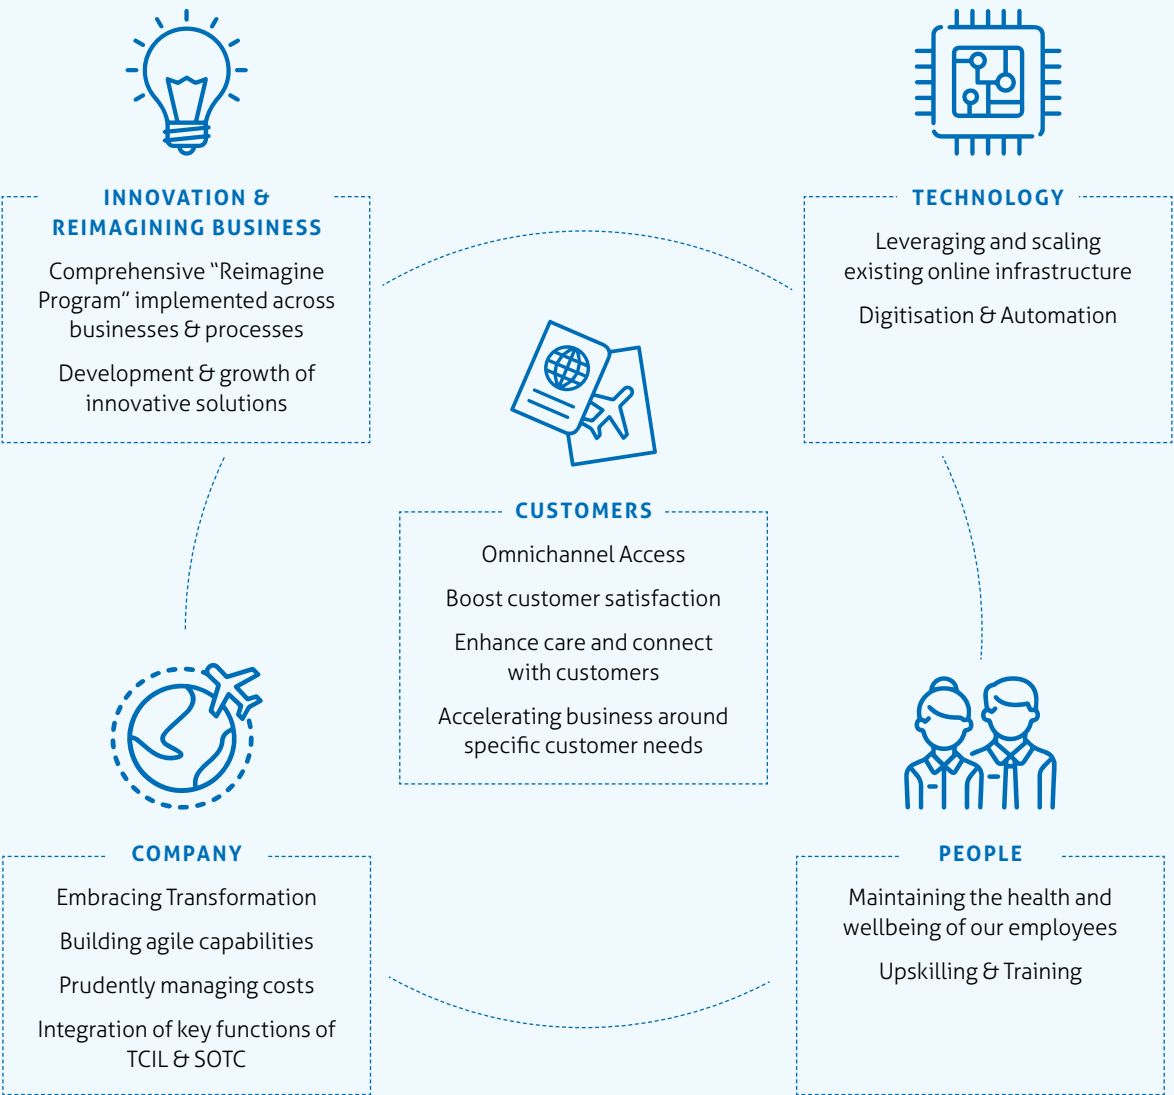 INNOVATION &
REIMAGINING BUSINESS
Comprehensive “Reimagine
Program” implemented across
businesses & processes
Development & growth of
innovative solutions
TECHNOLOGY
Leveraging and scaling
existing online infrastructure
Digitisation & Automation
CUSTOMERS
Omnichannel Access
Boost customer satisfaction
Enhance care and connect
with customers
Accelerating business around
specific customer needs
COMPANY
Embracing Transformation
Building agile capabilities
Prudently managing costs
Integration of key functions of
TCIL & SOTC
PEOPLE
Maintaining the health and
wellbeing of our employees
Upskilling & Training